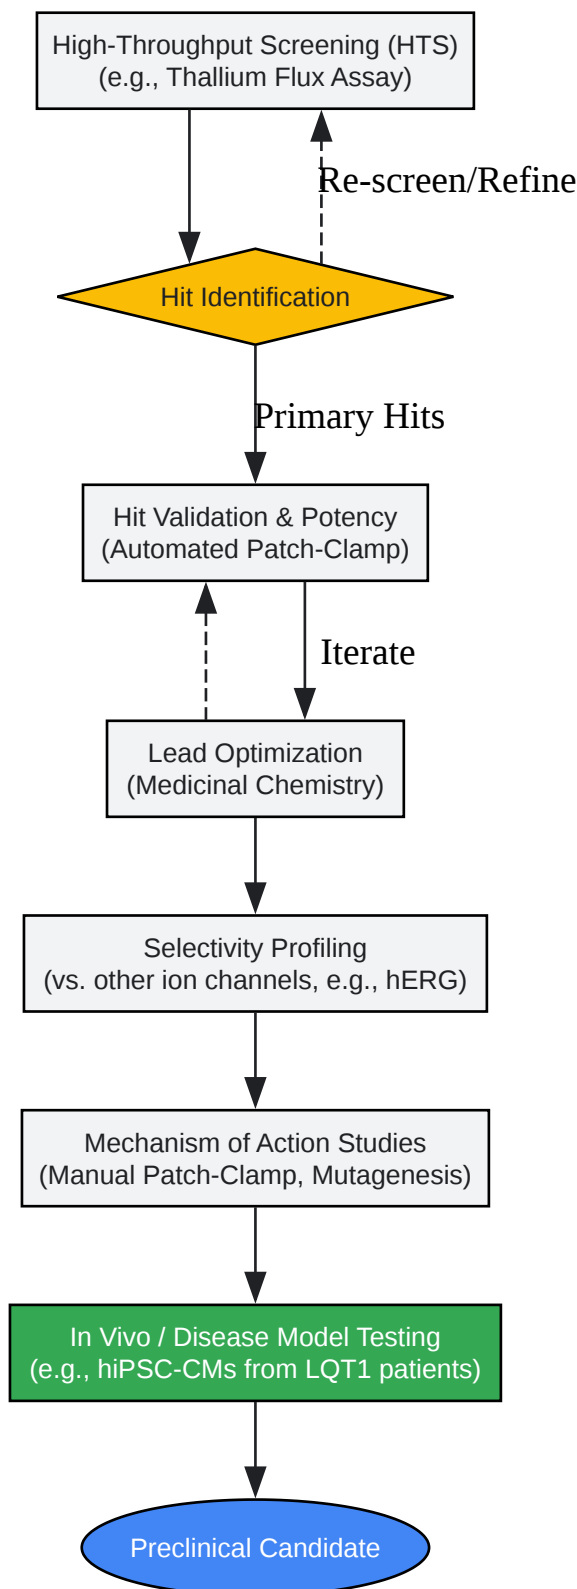 High-Throughput Screening (HTS)
(e.g., Thallium Flux Assay)
Re-screen/Refine
Hit Identification
Primary Hits
Hit Validation & Potency
(Automated Patch-Clamp)
Iterate
Lead Optimization
(Medicinal Chemistry)
Selectivity Profiling
(vs. other ion channels, e.g., hERG)
Mechanism of Action Studies
(Manual Patch-Clamp, Mutagenesis)
In Vivo / Disease Model Testing
(e.g., hiPSC-CMs from LQT1 patients)
Preclinical Candidate